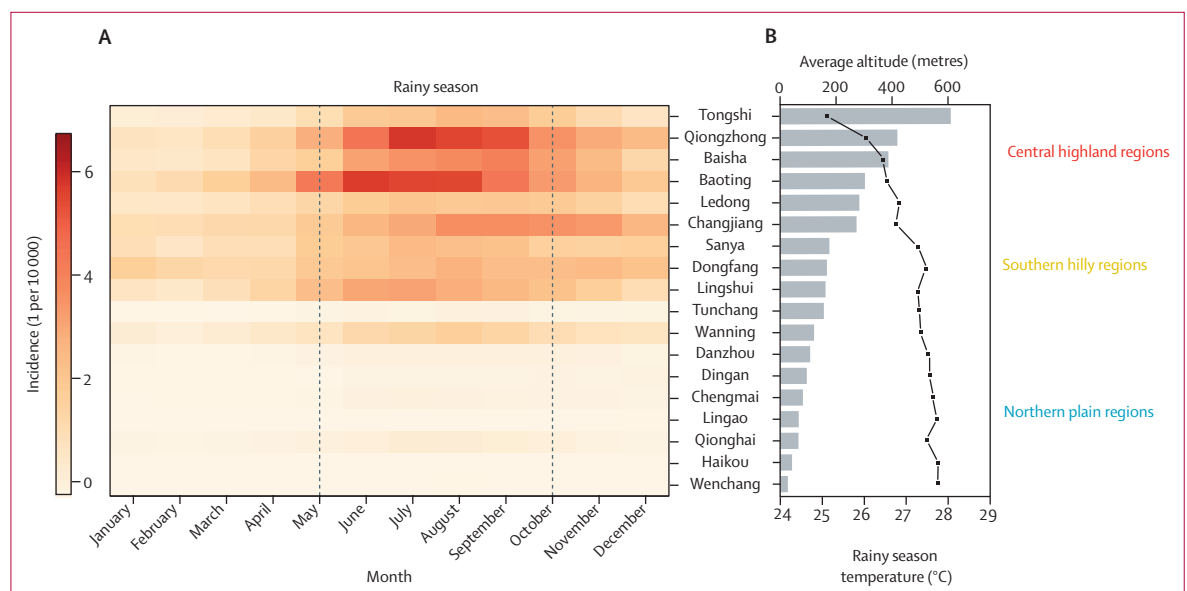 A
B
Average altitude (metres)
0 200 400 600
Rainy season
Tongshi
Qiongzhong
Baisha
Baoting
Ledong
Changjiang
Sanya
Dongfang
Lingshui
Tunchang
Wanning
Danzhou
Dingan
Chengmai
Lingao
Qionghai
Haikou
Wenchang
Central highland regions
Southern hilly regions
Northern plain regions
6
4
2
0
Incidence (1 per 10 000)
January
February
March
April
May
June
July
August
September
October
November
December
Month
24 25 26 27 28 29
Rainy season
temperature (°C)